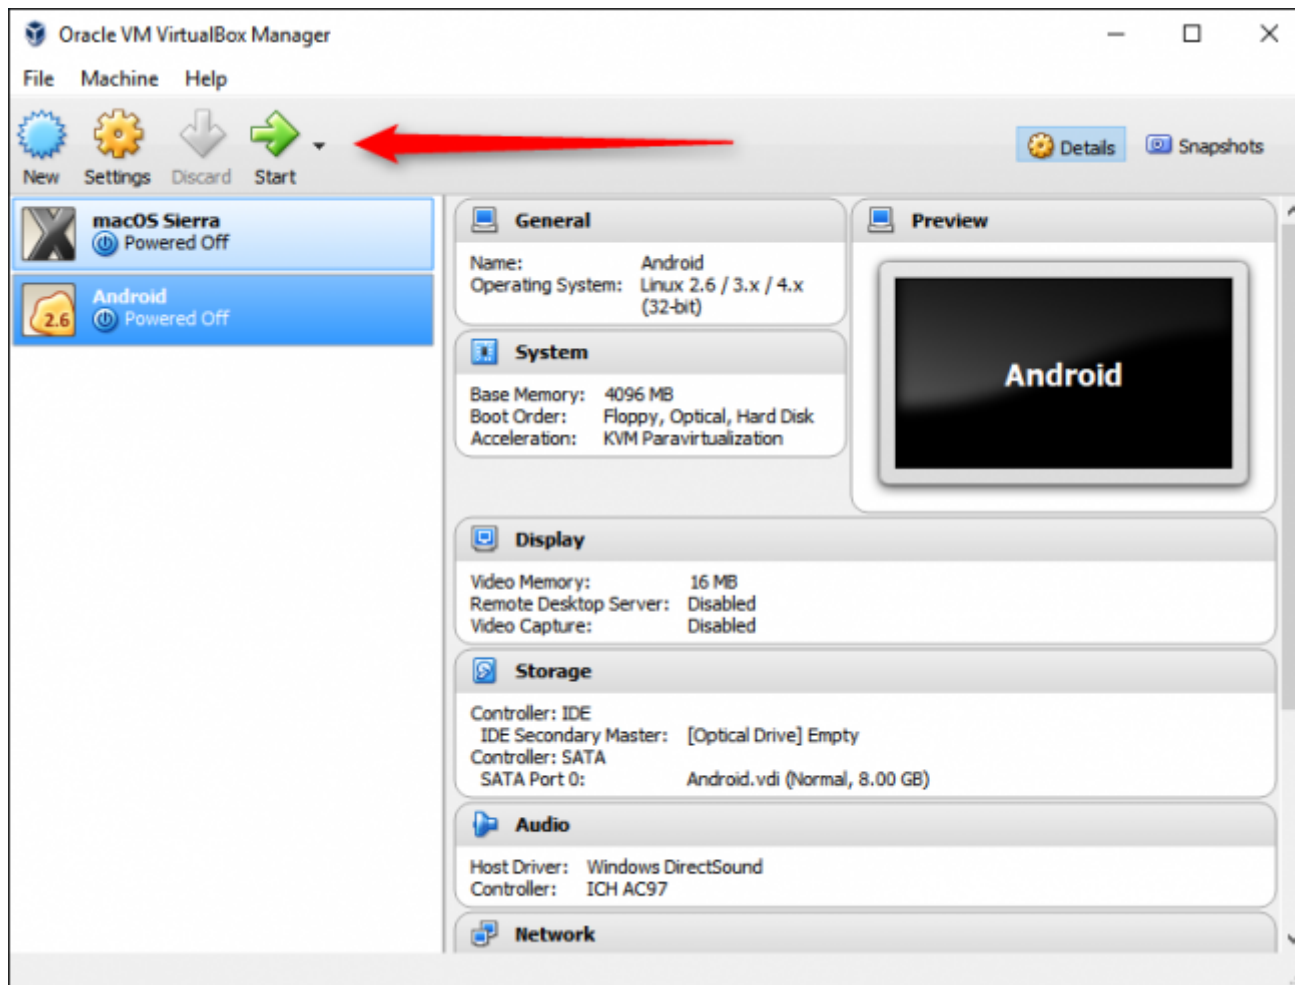 Oracle VM VirtualBox Manager
File Machine Help
New Settings Discard Start
Details Snapshots
macOS Sierra
Powered Off
2.6
Android
Powered Off
General
Name: Android
Operating System: Linux 2.6 / 3.x / 4.x
(32-bit)
Preview
Android
System
Base Memory: 4096 MB
Boot Order: Floppy, Optical, Hard Disk
Acceleration: KVM Paravirtualization
Display
Video Memory: 16 MB
Remote Desktop Server: Disabled
Video Capture: Disabled
Storage
Controller: IDE
IDE Secondary Master: [Optical Drive] Empty
Controller: SATA
SATA Port 0: Android.vdi (Normal, 8.00 GB)
Audio
Host Driver: Windows DirectSound
Controller: ICH AC97
Network